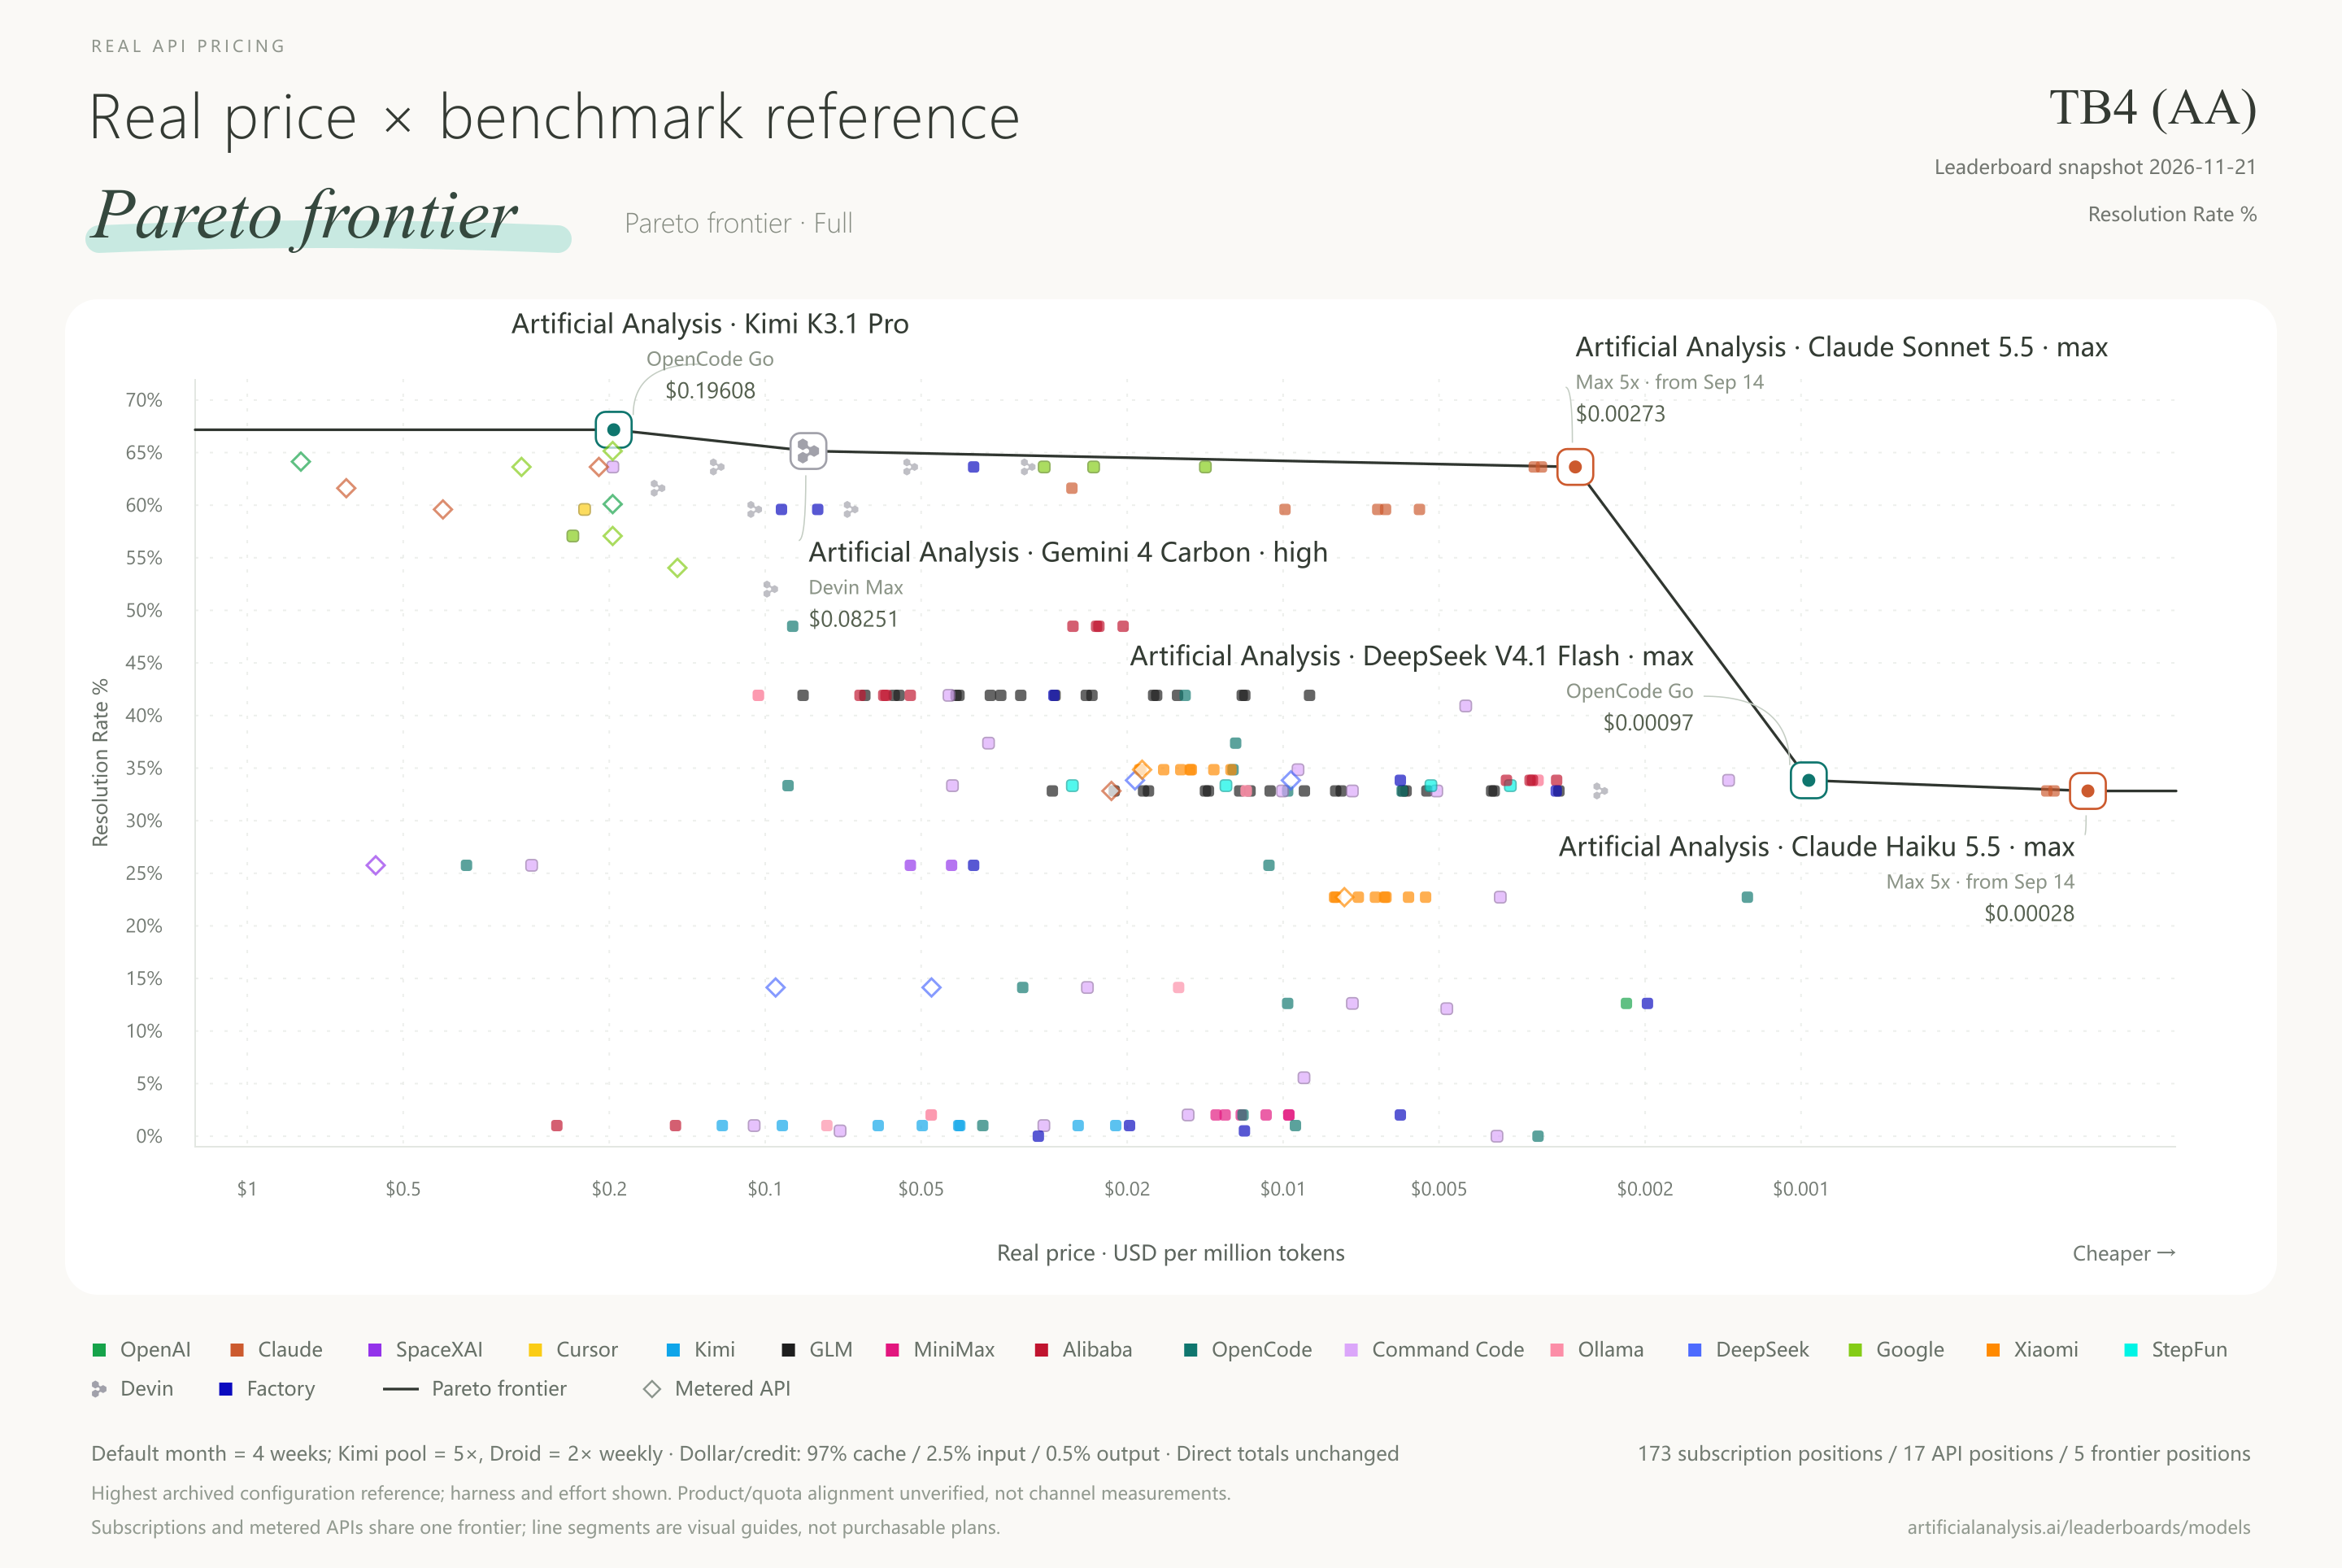 REAL API PRICING
Real price × benchmark reference
Pareto frontier
Pareto frontier · Full
TB4 (AA)
Leaderboard snapshot 2026-11-21
Resolution Rate %
Artificial Analysis · Kimi K3.1 Pro
OpenCode Go
$0.19608
Artificial Analysis · Claude Sonnet 5.5 · max
Max 5x · from Sep 14
$0.00273
Artificial Analysis · Gemini 4 Carbon · high
Devin Max
$0.08251
Artificial Analysis · DeepSeek V4.1 Flash · max
OpenCode Go
$0.00097
Artificial Analysis · Claude Haiku 5.5 · max
Max 5x · from Sep 14
$0.00028
Resolution Rate %
70%
65%
60%
55%
50%
45%
40%
35%
30%
25%
20%
15%
10%
5%
0%
$1 $0.5 $0.2 $0.1 $0.05 $0.02 $0.01 $0.005 $0.002 $0.001
Real price · USD per million tokens
Cheaper →
OpenAI Claude SpaceXAI Cursor Kimi GLM MiniMax Alibaba OpenCode Command Code Ollama DeepSeek Google Xiaomi StepFun
Devin Factory Pareto frontier Metered API
Default month = 4 weeks; Kimi pool = 5×, Droid = 2× weekly · Dollar/credit: 97% cache / 2.5% input / 0.5% output · Direct totals unchanged
173 subscription positions / 17 API positions / 5 frontier positions
Highest archived configuration reference; harness and effort shown. Product/quota alignment unverified, not channel measurements.
Subscriptions and metered APIs share one frontier; line segments are visual guides, not purchasable plans.
artificialanalysis.ai/leaderboards/models